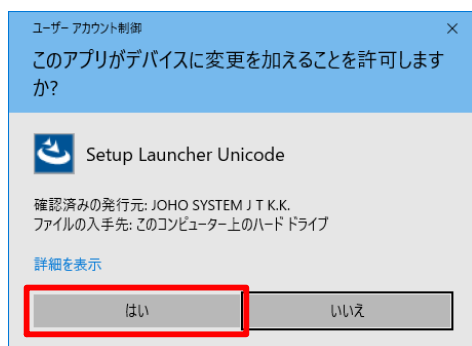 ユーザー アカウント制御
このアプリがデバイスに変更を加えることを許可します
か?
Setup Launcher Unicode
確認済みの発行元: JOHO SYSTEM J T K.K.
ファイルの入手先: このコンピューター上のハード ドライブ
詳細を表示
はい
いいえ